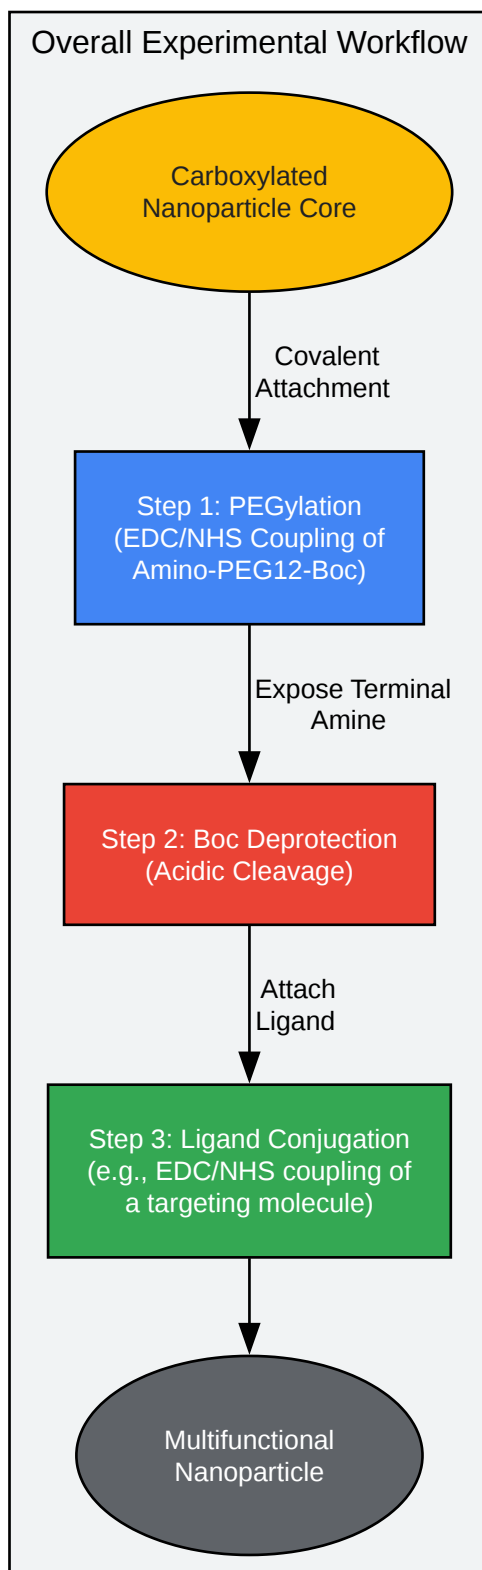 Overall Experimental Workflow
Carboxylated
Nanoparticle Core
Covalent
Attachment
Step 1: PEGylation
(EDC/NHS Coupling of
Amino-PEG12-Boc)
Expose Terminal
Amine
Step 2: Boc Deprotection
(Acidic Cleavage)
Attach
Ligand
Step 3: Ligand Conjugation
(e.g., EDC/NHS coupling of
a targeting molecule)
Multifunctional
Nanoparticle